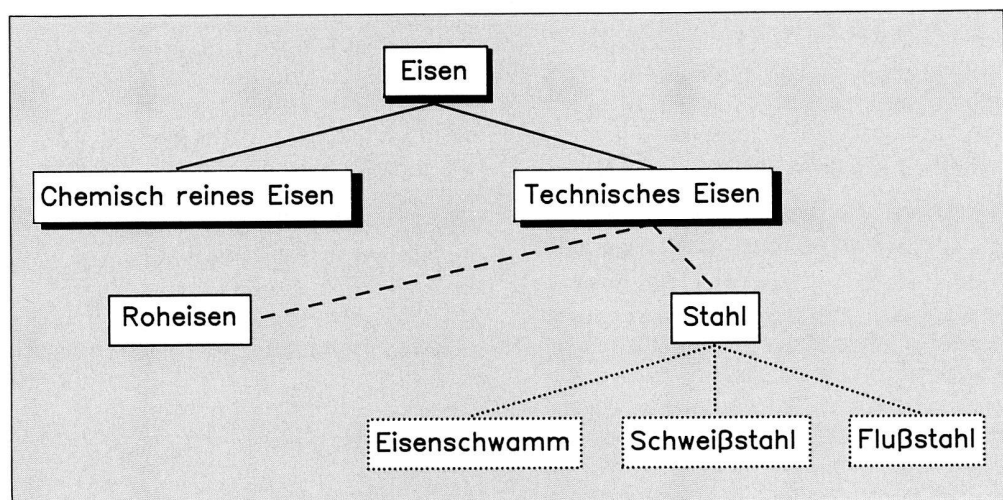 Eisen
Chemisch reines Eisen
Technisches Eisen
Roheisen
Stahl
Eisenschwamm
Schweißstahl
Flußstahl